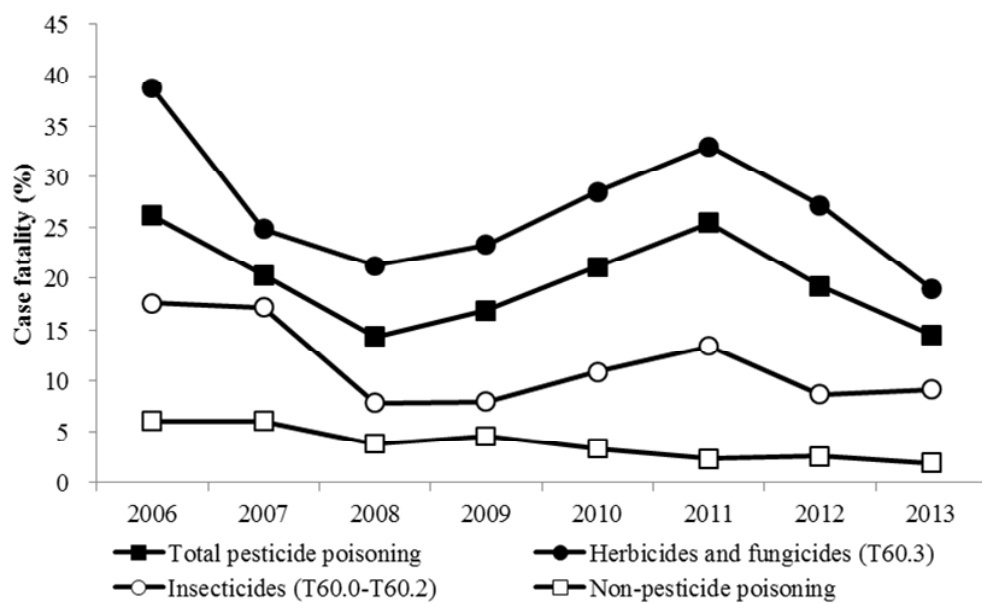 45
40
35
30
25
20
15
10
5
0
Case fatality (%)
2006 2007 2008 2009 2010 2011 2012 2013
Total pesticide poisoning Herbicides and fungicides (T60.3)
Insecticides (T60.0-T60.2) Non-pesticide poisoning